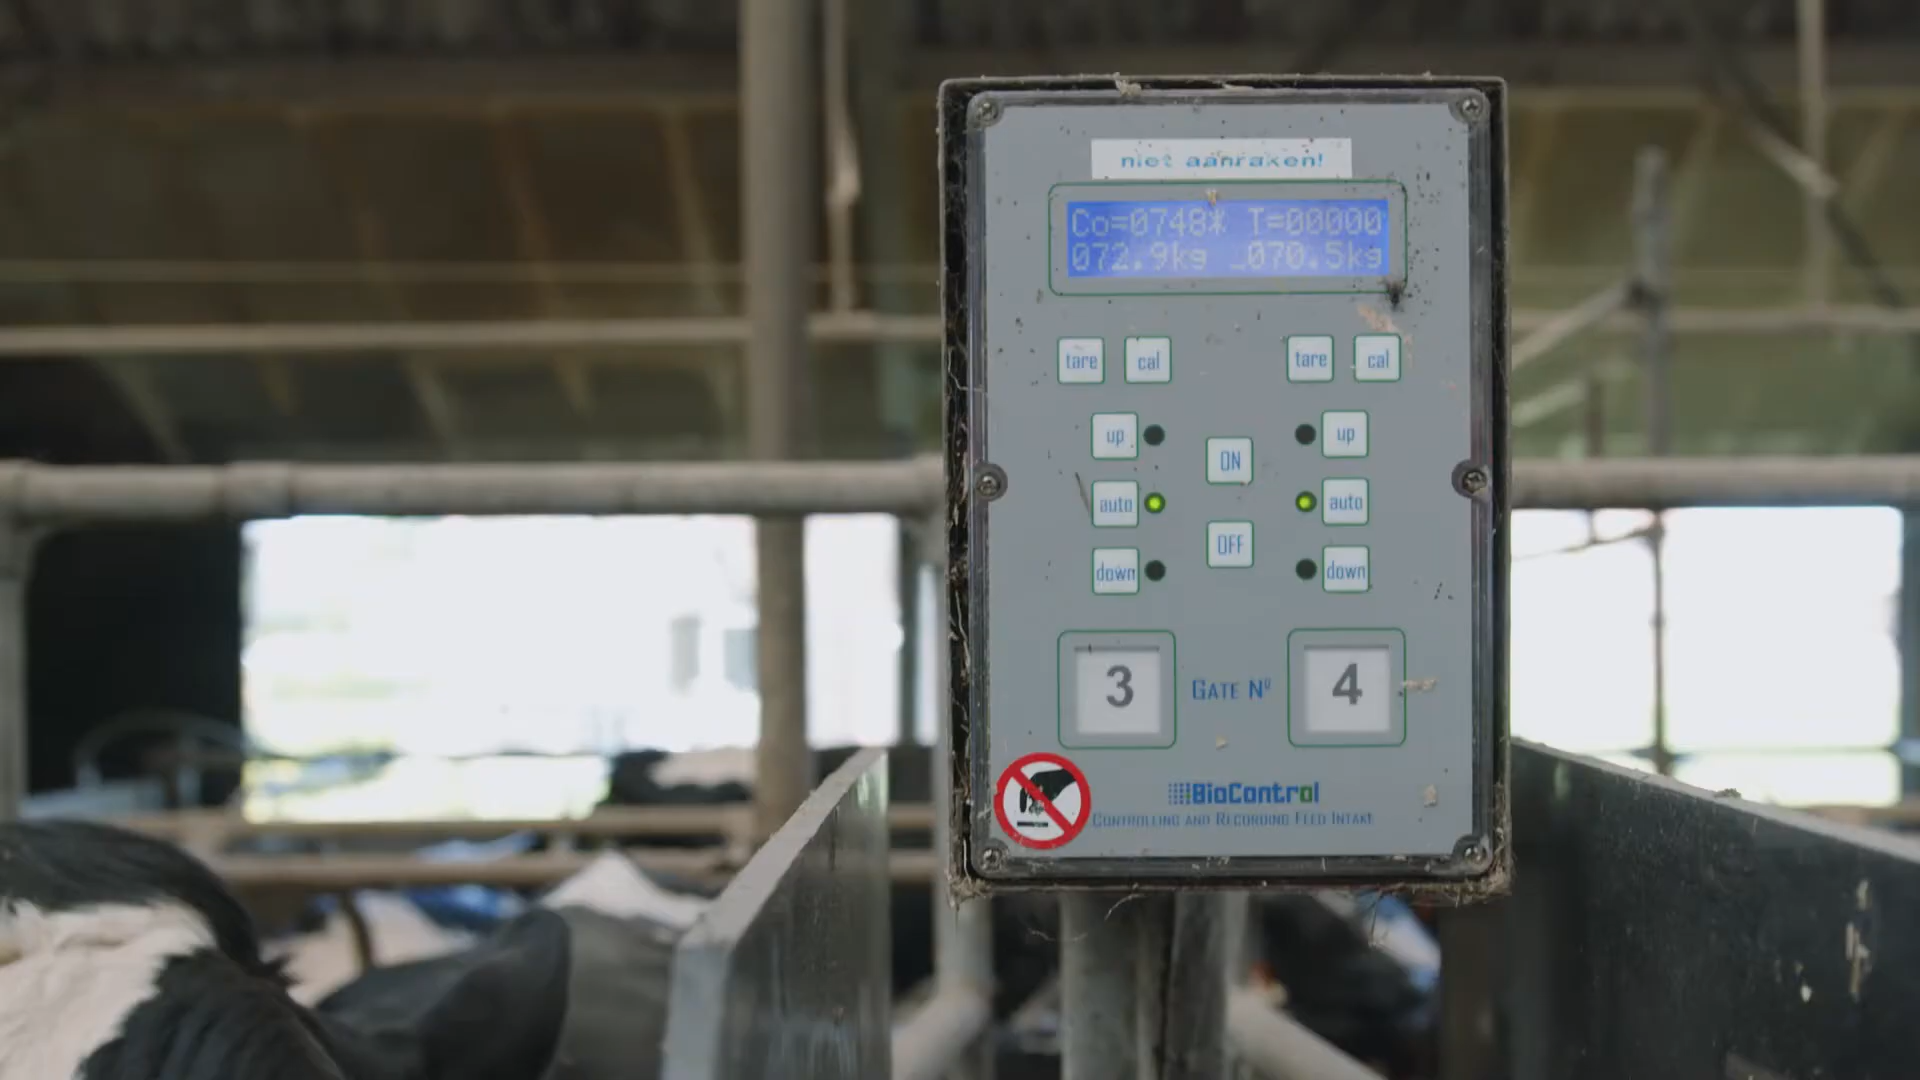 niet aanraken!
Co=0748* T=00000
072.9kg _070.5kg
tare cal tare cal
up up
ON
auto auto
OFF
down down
3 GATE Nº 4
BioControl
CONTROLLING AND RECORDING FEED INTAKE